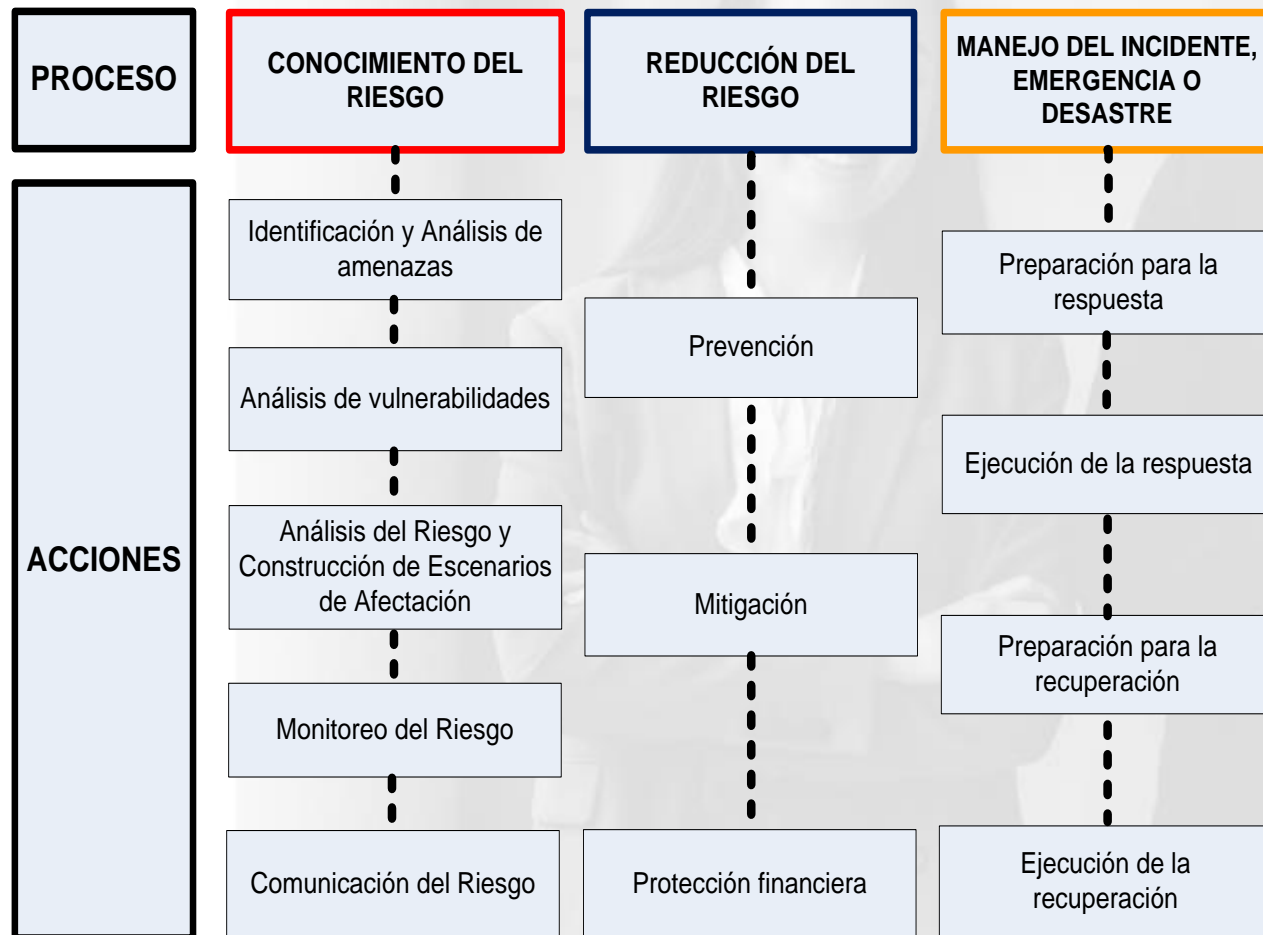 PROCESO
CONOCIMIENTO DEL
RIESGO
REDUCCIÓN DEL
RIESGO
MANEJO DEL INCIDENTE,
EMERGENCIA O
DESASTRE
ACCIONES
Identificación y Análisis de
amenazas
Análisis de vulnerabilidades
Análisis del Riesgo y
Construcción de Escenarios
de Afectación
Monitoreo del Riesgo
Comunicación del Riesgo
Prevención
Mitigación
Protección financiera
Preparación para la
respuesta
Ejecución de la respuesta
Preparación para la
recuperación
Ejecución de la
recuperación